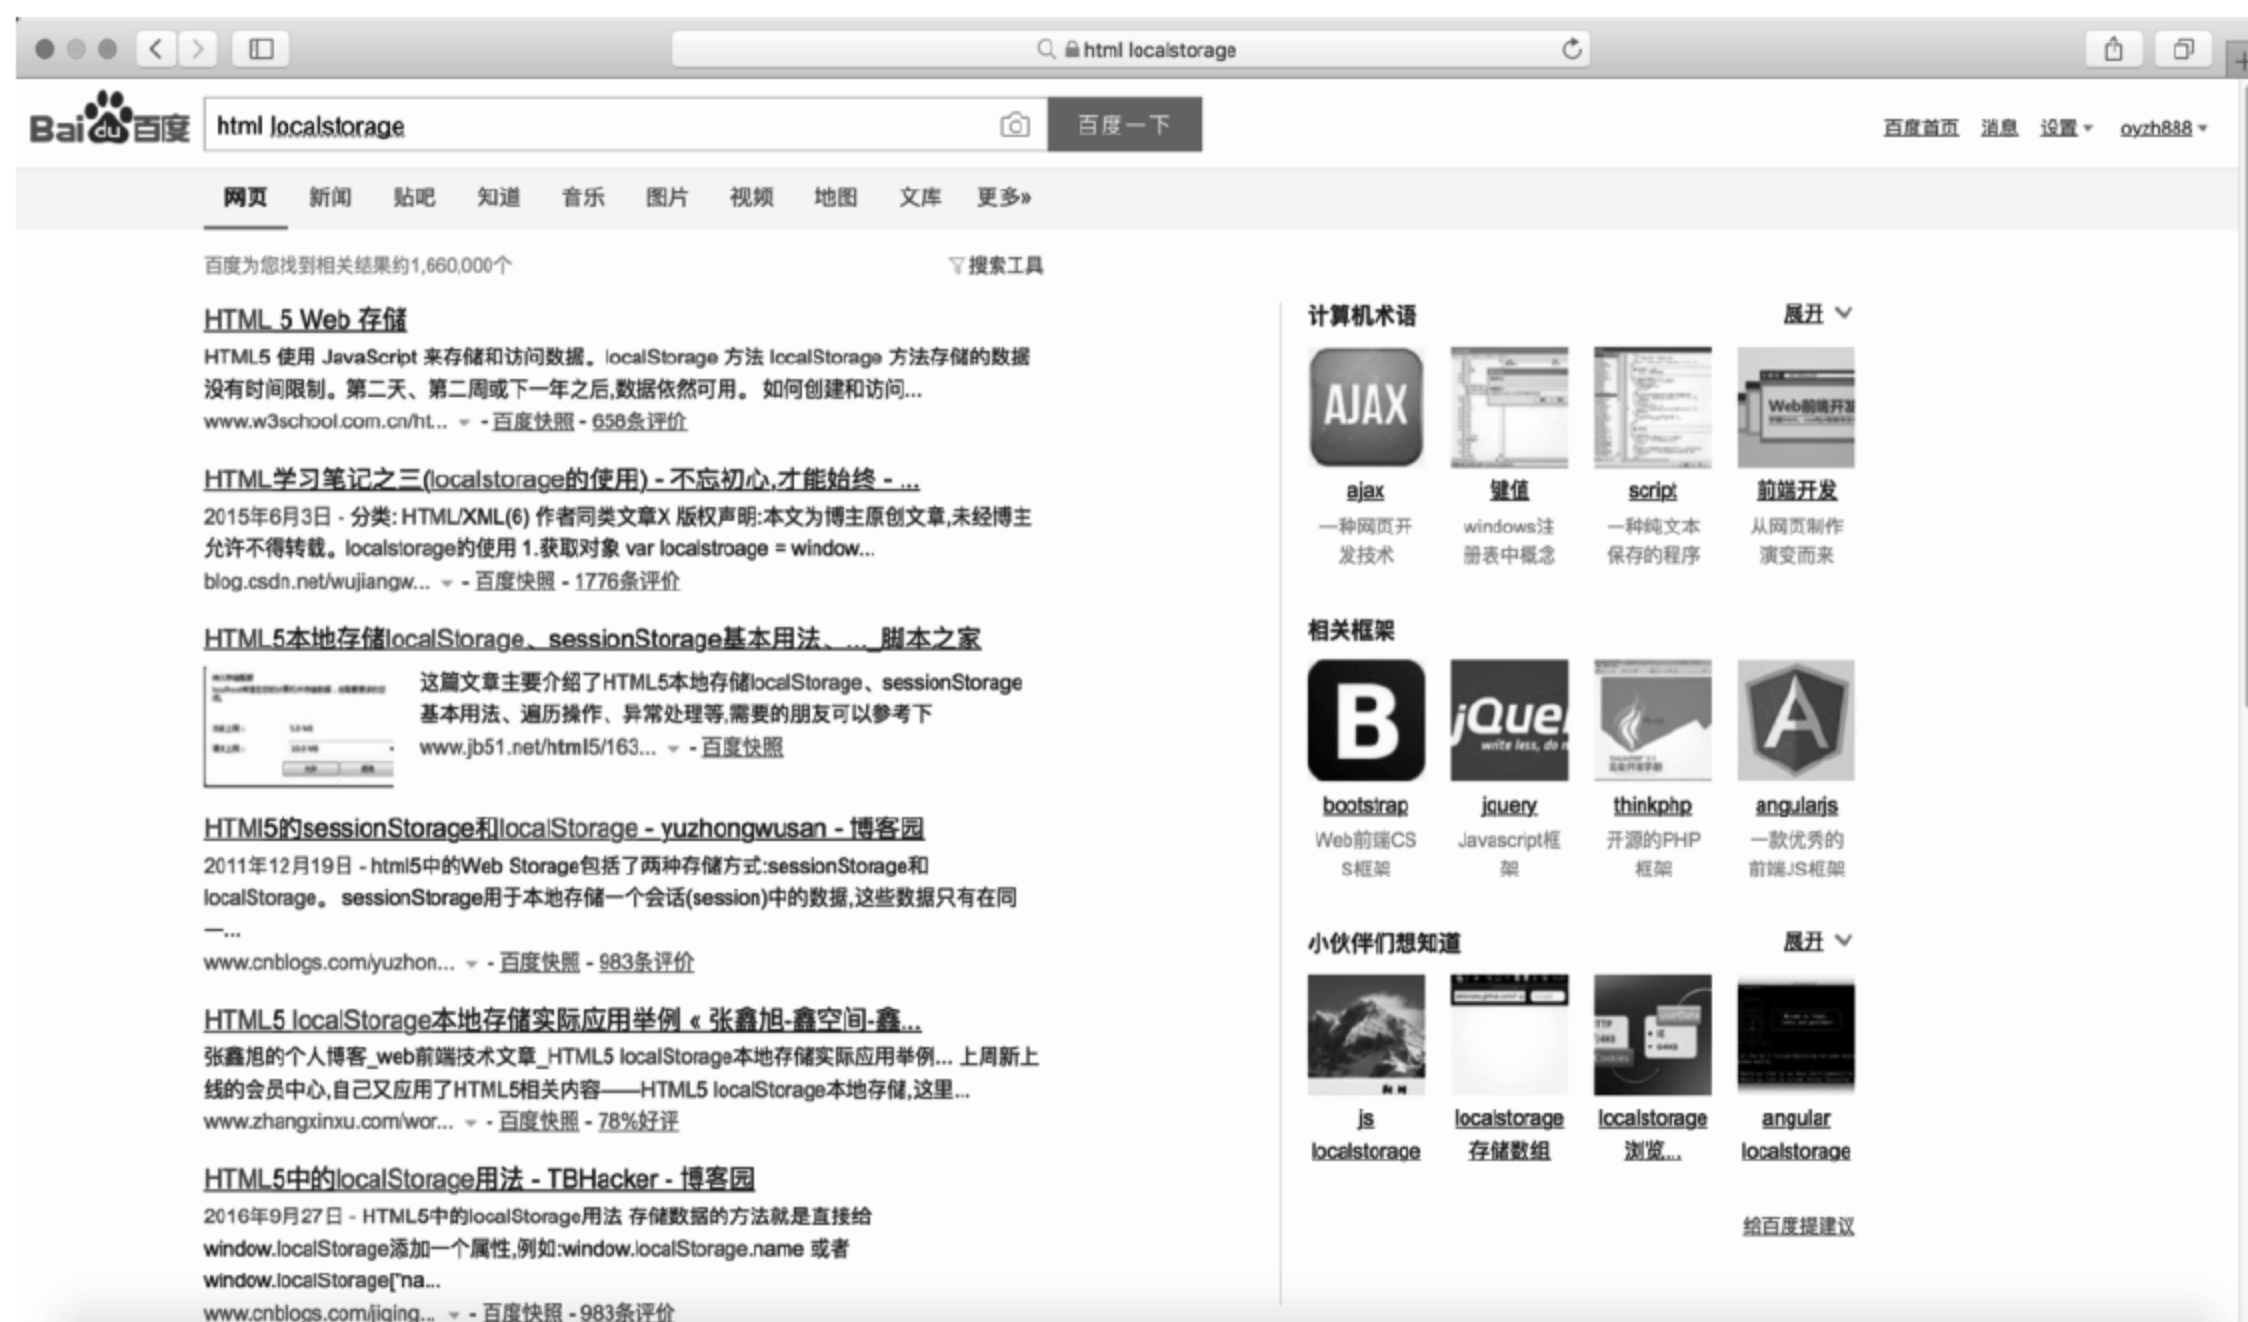 html localstorage
Baidu百度
html localstorage
百度一下
百度首页 消息 设置 oyzh888
网页 新闻 贴吧 知道 音乐 图片 视频 地图 文库 更多»
百度为您找到相关结果约1,660,000个
搜索工具
HTML 5 Web 存储
HTML5 使用 JavaScript 来存储和访问数据。localStorage 方法 localStorage 方法存储的数据
没有时间限制。第二天、第二周或下一年之后,数据依然可用。 如何创建和访问...
www.w3school.com.cn/ht... - 百度快照 - 658条评价
HTML学习笔记之三(localstorage的使用) - 不忘初心,才能始终 - ...
2015年6月3日 - 分类: HTML/XML(6) 作者同类文章X 版权声明:本文为博主原创文章,未经博主
允许不得转载。localstorage的使用 1.获取对象 var localstroage = window...
blog.csdn.net/wujiangw... - 百度快照 - 1776条评价
HTML5本地存储localStorage、sessionStorage基本用法、..._脚本之家
5.0 MB
10.0 MB
这篇文章主要介绍了HTML5本地存储localStorage、sessionStorage
基本用法、遍历操作、异常处理等,需要的朋友可以参考下
www.jb51.net/html5/163... - 百度快照
HTMl5的sessionStorage和localStorage - yuzhongwusan - 博客园
2011年12月19日 - html5中的Web Storage包括了两种存储方式:sessionStorage和
localStorage。 sessionStorage用于本地存储一个会话(session)中的数据,这些数据只有在同
一...
www.cnblogs.com/yuzhon... - 百度快照 - 983条评价
HTML5 localStorage本地存储实际应用举例 « 张鑫旭-鑫空间-鑫...
张鑫旭的个人博客_web前端技术文章_HTML5 localStorage本地存储实际应用举例... 上周新上
线的会员中心,自己又应用了HTML5相关内容——HTML5 localStorage本地存储,这里...
www.zhangxinxu.com/wor... - 百度快照 - 78%好评
HTML5中的localStorage用法 - TBHacker - 博客园
2016年9月27日 - HTML5中的localStorage用法 存储数据的方法就是直接给
window.localStorage添加一个属性,例如:window.localStorage.name 或者
window.localStorage["na...
www.cnblogs.com/jiqing... - 百度快照 - 983条评价
计算机术语 展开
AJAX
Web前端开发
ajax 键值 script 前端开发
一种网页开 windows注 一种纯文本 从网页制作
发技术 册表中概念 保存的程序 演变而来
相关框架
B jQue A
write less, do
bootstrap jquery thinkphp angularjs
Web前端CS Javascript框 开源的PHP 一款优秀的
S框架 架 框架 前端JS框架
小伙伴们想知道 展开
js localstorage localstorage angular
localstorage 存储数组 浏览... localstorage
给百度提建议